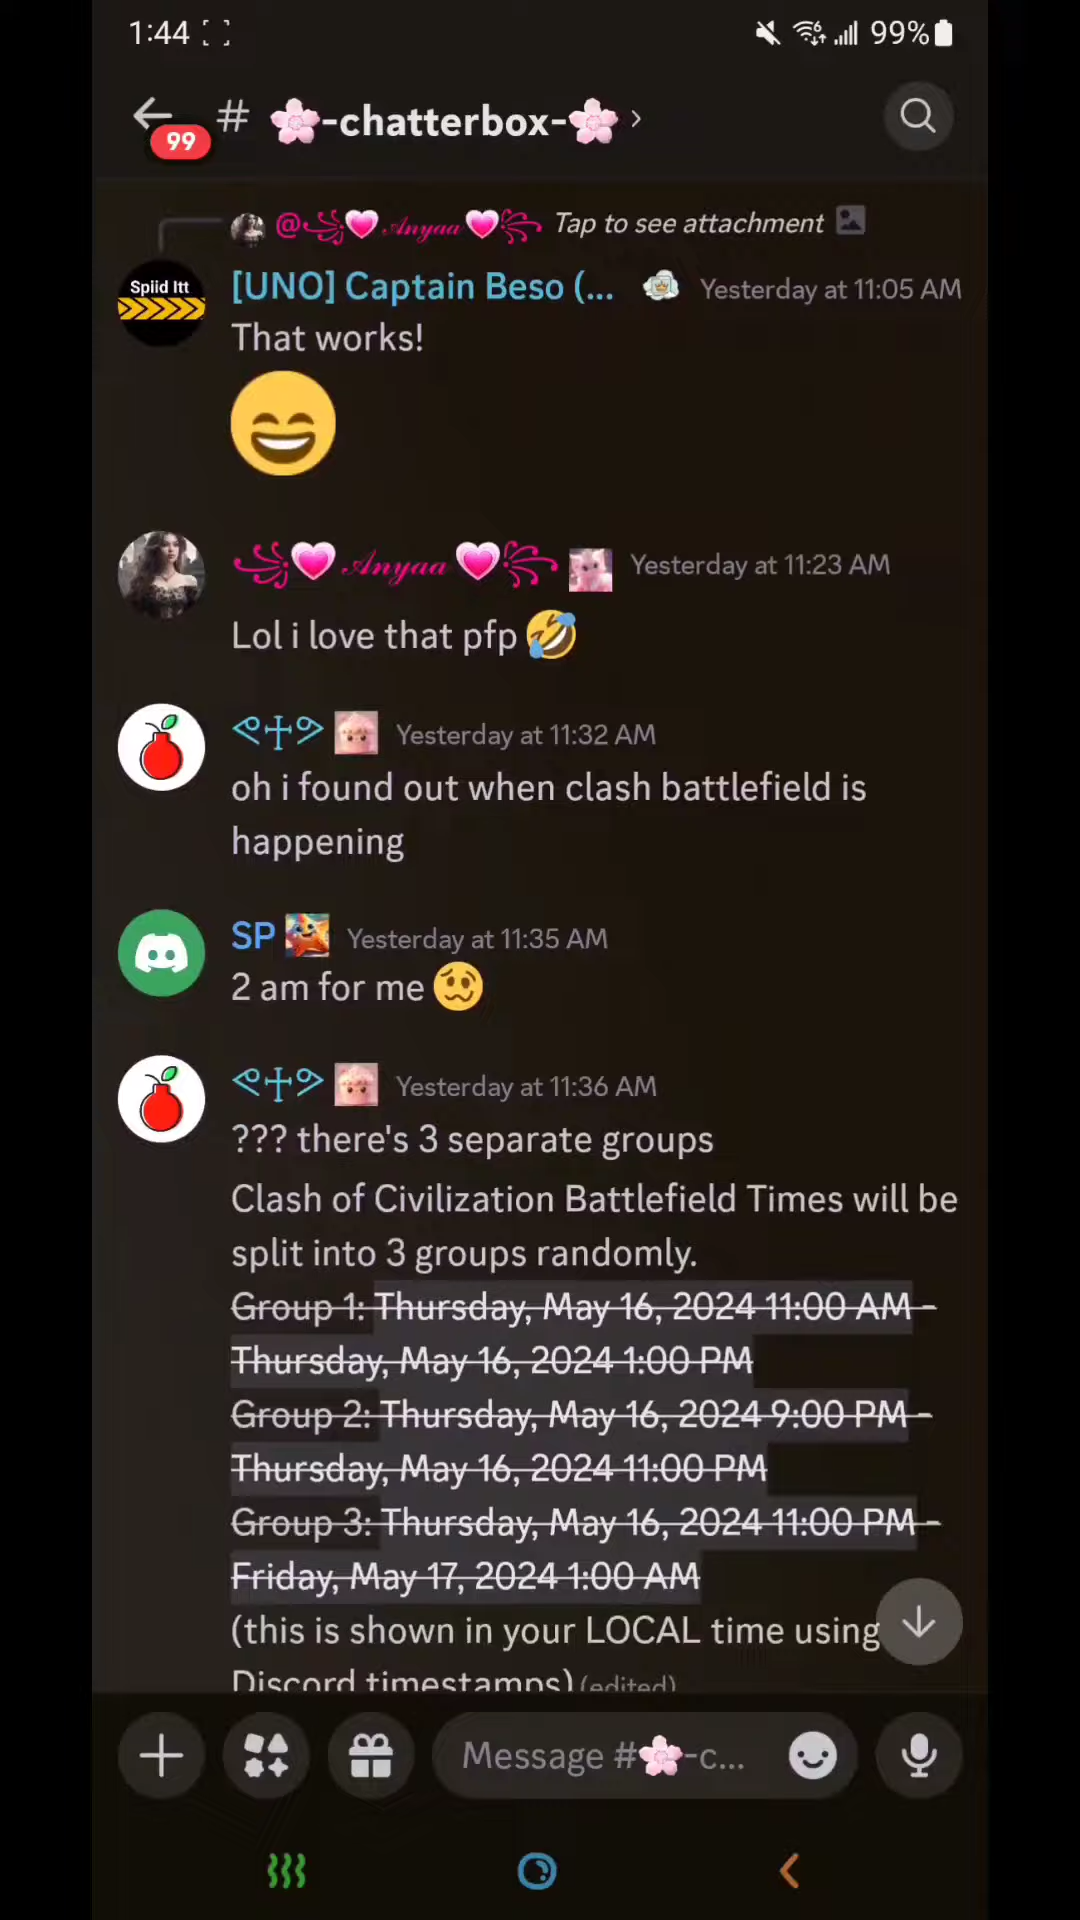 1:44
99%
99
# 🌸-chatterbox-🌸 ›
@꧁💗Anyaa💗꧂ Tap to see attachment
Spiid Itt
[UNO] Captain Beso (... Yesterday at 11:05 AM
That works!
😄
꧁💗Anyaa💗꧂ Yesterday at 11:23 AM
Lol i love that pfp 🤣
Yesterday at 11:32 AM
oh i found out when clash battlefield is
happening
SP Yesterday at 11:35 AM
2 am for me 🥴
Yesterday at 11:36 AM
??? there's 3 separate groups
Clash of Civilization Battlefield Times will be
split into 3 groups randomly.
Group 1: Thursday, May 16, 2024 11:00 AM -
Thursday, May 16, 2024 1:00 PM
Group 2: Thursday, May 16, 2024 9:00 PM -
Thursday, May 16, 2024 11:00 PM
Group 3: Thursday, May 16, 2024 11:00 PM -
Friday, May 17, 2024 1:00 AM
(this is shown in your LOCAL time using
Discord timestamps) (edited)
Message #🌸-c...